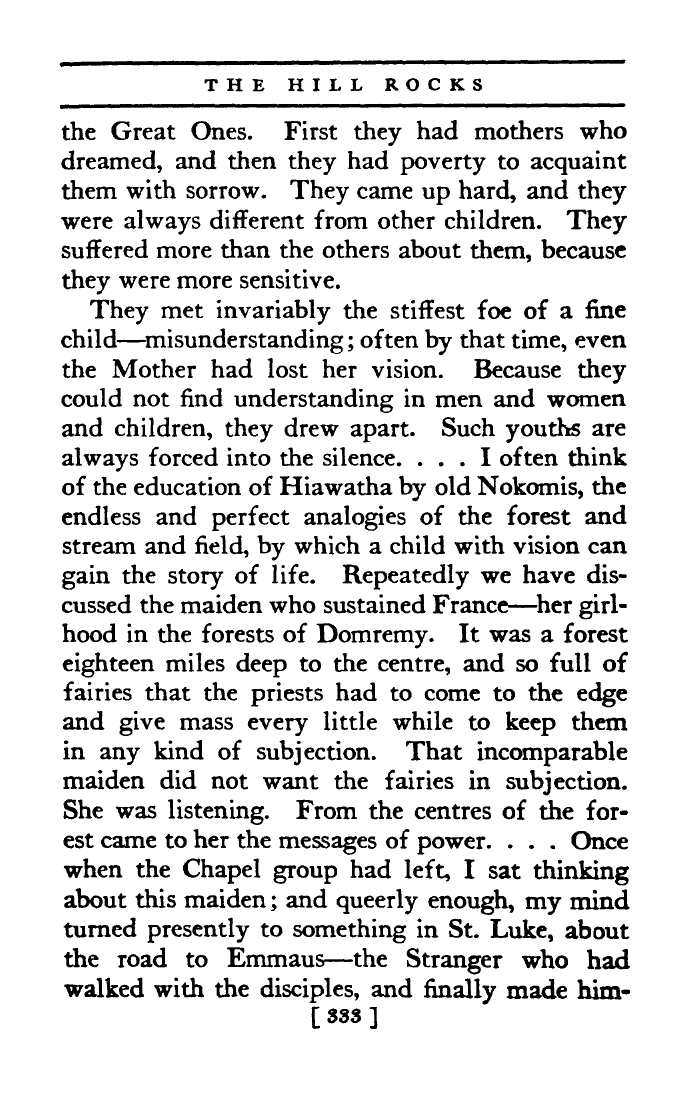 THE HILL ROCKS
the Great Ones. First they had mothers who
dreamed, and then they had poverty to acquaint
them with sorrow. They came up hard, and they
were always different from other children. They
suffered more than the others about them, because
they were more sensitive.
They met invariably the stiffest foe of a fine
child—misunderstanding; often by that time, even
the Mother had lost her vision. Because they
could not find understanding in men and women
and children, they drew apart. Such youths are
always forced into the silence. . . . I often think
of the education of Hiawatha by old Nokomis, the
endless and perfect analogies of the forest and
stream and field, by which a child with vision can
gain the story of life. Repeatedly we have dis-
cussed the maiden who sustained France—her girl-
hood in the forests of Domremy. It was a forest
eighteen miles deep to the centre, and so full of
fairies that the priests had to come to the edge
and give mass every little while to keep them
in any kind of subjection. That incomparable
maiden did not want the fairies in subjection.
She was listening. From the centres of the for-
est came to her the messages of power. . . . Once
when the Chapel group had left, I sat thinking
about this maiden; and queerly enough, my mind
turned presently to something in St. Luke, about
the road to Emmaus—the Stranger who had
walked with the disciples, and finally made him-
[ 333 ]